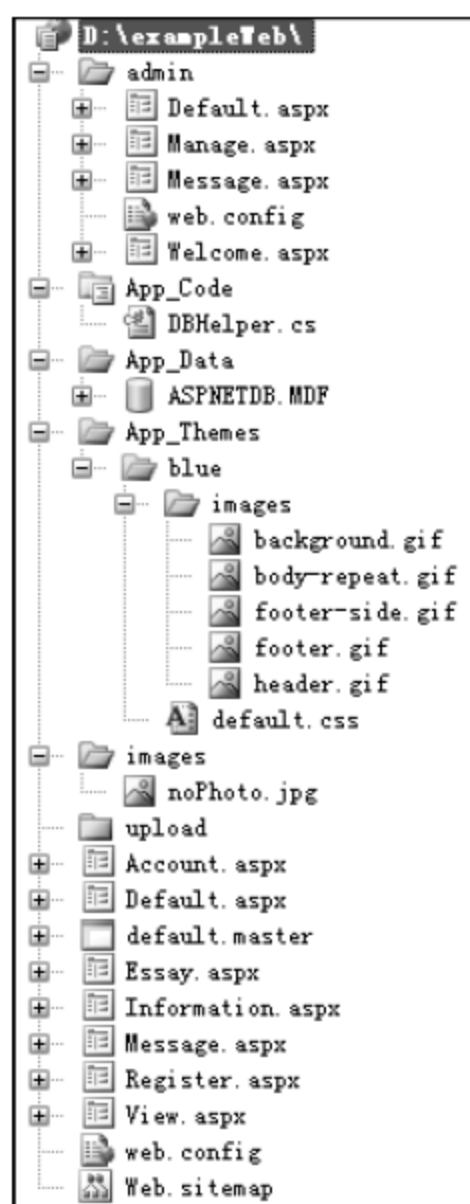 D:\exampleWeb\
admin
Default.aspx
Manage.aspx
Message.aspx
web.config
Welcome.aspx
App_Code
DBHelper.cs
App_Data
ASPNETDB.MDF
App_Themes
blue
images
background.gif
body-repeat.gif
footer-side.gif
footer.gif
header.gif
default.css
images
noPhoto.jpg
upload
Account.aspx
Default.aspx
default.master
Essay.aspx
Information.aspx
Message.aspx
Register.aspx
View.aspx
web.config
Web.sitemap